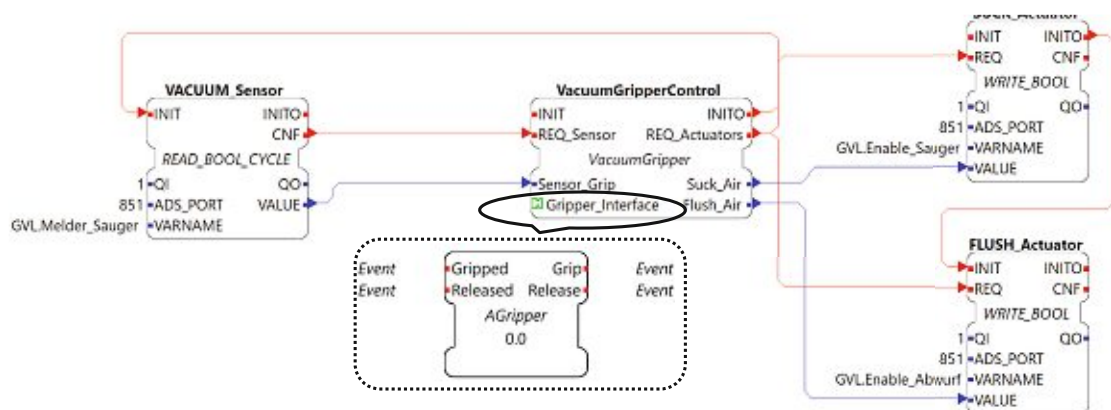 SUCK_Actuator
INIT INITO
REQ CNF
WRITE_BOOL
1 QI QO
851 ADS_PORT
GVL.Enable_Sauger VARNAME
VALUE
VACUUM_Sensor
INIT INITO
CNF
READ_BOOL_CYCLE
1 QI QO
851 ADS_PORT VALUE
GVL.Melder_Sauger VARNAME
VacuumGripperControl
INIT INITO
REQ_Sensor REQ_Actuators
VacuumGripper
Sensor_Grip Suck_Air
Gripper_Interface Flush_Air
Event Gripped Grip Event
Event Released Release Event
AGripper
0.0
FLUSH_Actuator
INIT INITO
REQ CNF
WRITE_BOOL
1 QI QO
851 ADS_PORT
GVL.Enable_Abwurf VARNAME
VALUE